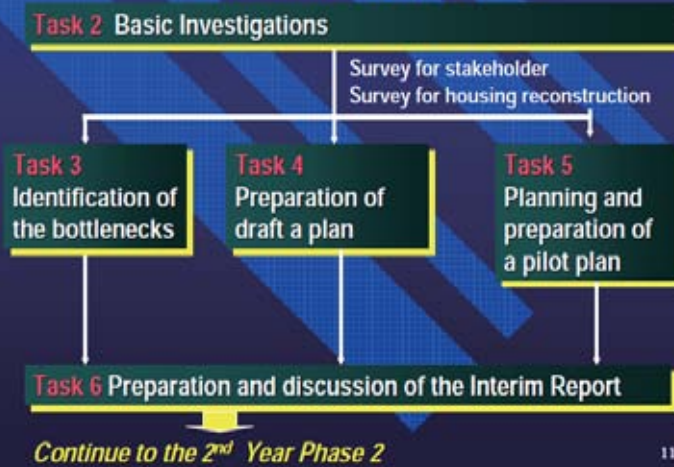 Task 2 Basic Investigations
Survey for stakeholder
Survey for housing reconstruction
Task 3
Identification of
the bottlenecks
Task 4
Preparation of
draft a plan
Task 5
Planning and
preparation of
a pilot plan
Task 6 Preparation and discussion of the Interim Report
Continue to the 2nd Year Phase 2
11